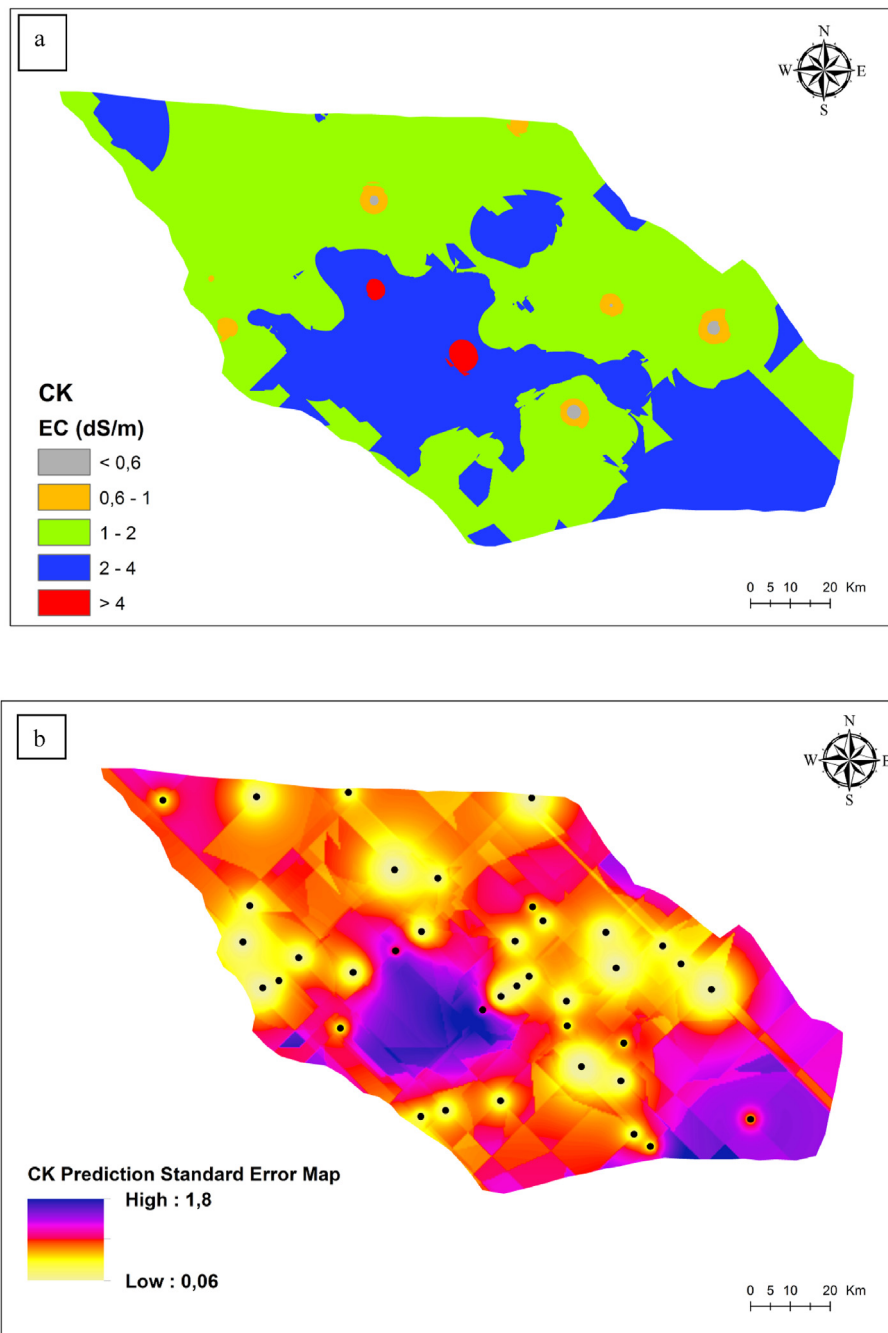 a
N
W E
S
CK
EC (dS/m)
< 0,6
0,6 - 1
1 - 2
2 - 4
> 4
0 5 10 20 Km
b
N
W E
S
CK Prediction Standard Error Map
High : 1,8
Low : 0,06
0 5 10 20 Km